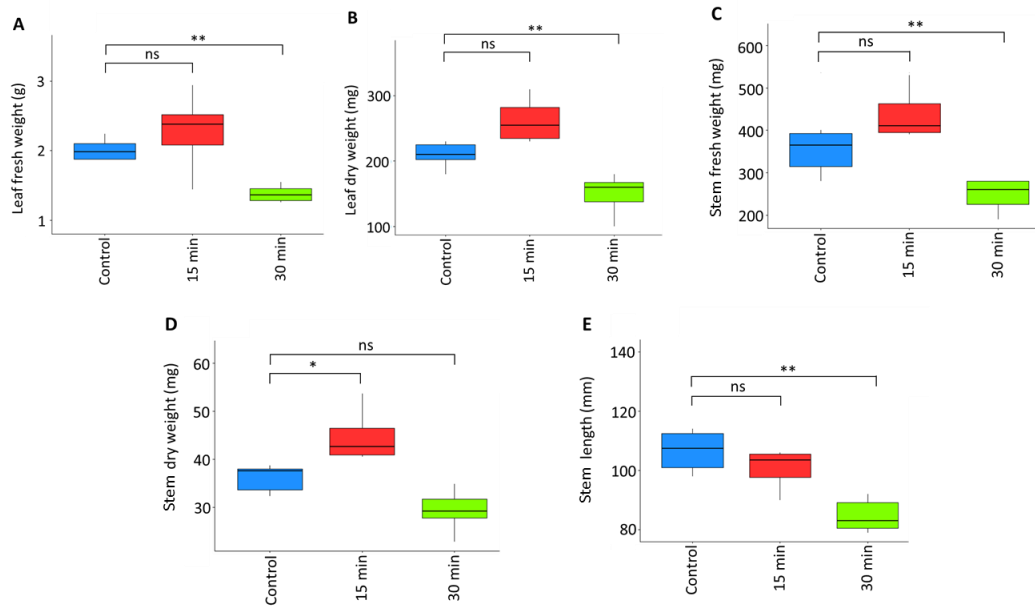 A
Leaf fresh weight (g)
3
2
1
**
ns
Control
15 min
30 min
B
Leaf dry weight (mg)
300
200
100
**
ns
Control
15 min
30 min
C
Stem fresh weight (mg)
600
500
400
300
200
**
ns
Control
15 min
30 min
D
Stem dry weight (mg)
60
50
40
30
ns
*
Control
15 min
30 min
E
Stem length (mm)
140
120
100
80
**
ns
Control
15 min
30 min